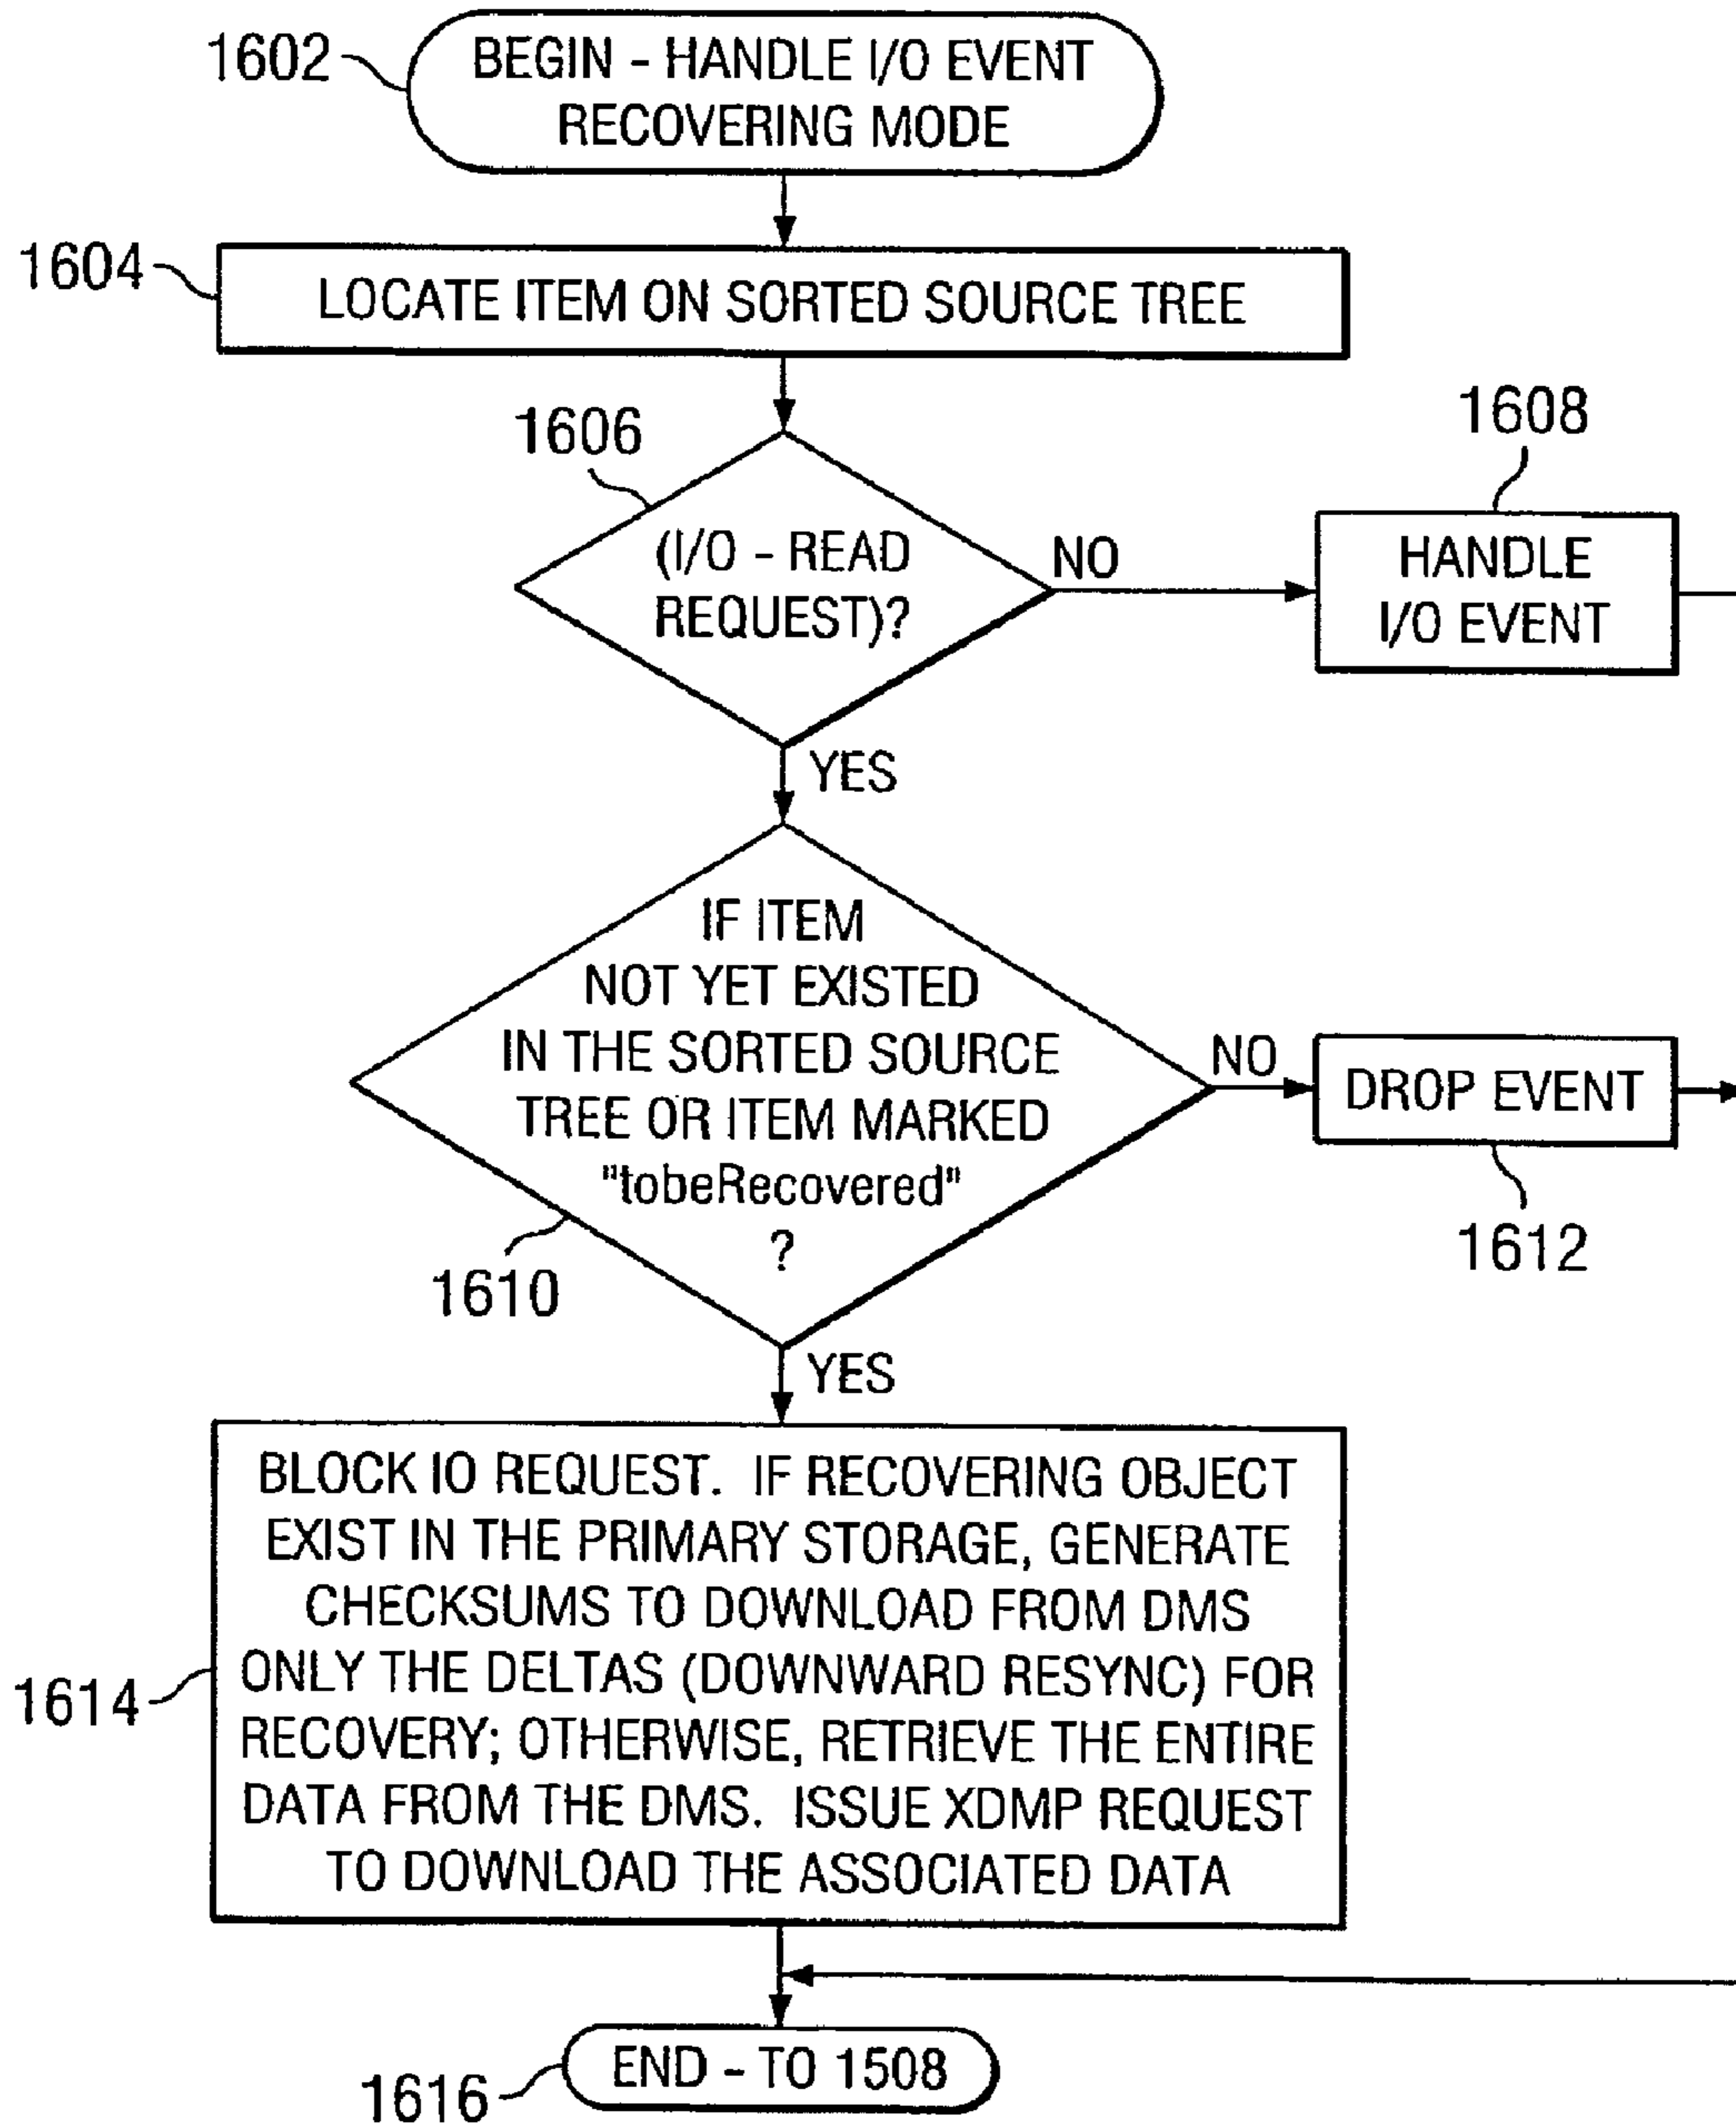 1602
BEGIN - HANDLE I/O EVENT
RECOVERING MODE
1604
LOCATE ITEM ON SORTED SOURCE TREE
1606
(I/O - READ
REQUEST)?
NO
1608
HANDLE
I/O EVENT
YES
IF ITEM
NOT YET EXISTED
IN THE SORTED SOURCE
TREE OR ITEM MARKED
"tobeRecovered"
?
1610
NO
DROP EVENT
1612
YES
BLOCK IO REQUEST. IF RECOVERING OBJECT
EXIST IN THE PRIMARY STORAGE, GENERATE
CHECKSUMS TO DOWNLOAD FROM DMS
ONLY THE DELTAS (DOWNWARD RESYNC) FOR
RECOVERY; OTHERWISE, RETRIEVE THE ENTIRE
DATA FROM THE DMS. ISSUE XDMP REQUEST
TO DOWNLOAD THE ASSOCIATED DATA
1614
END - TO 1508
1616